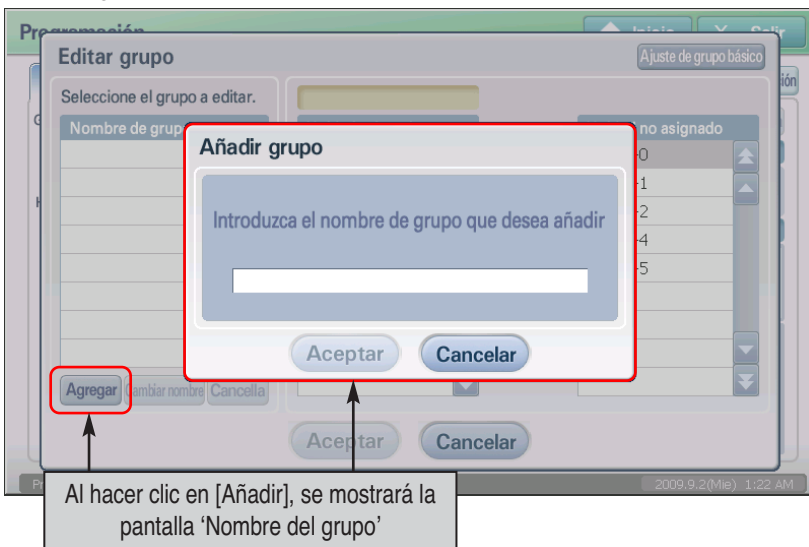 Programación
Inicio
X Salir
Editar grupo
Ajuste de grupo básico
ión
Seleccione el grupo a editar.
Nombre de grupo
no asignado
Añadir grupo
-0
-1
-2
-4
-5
Introduzca el nombre de grupo que desea añadir
Aceptar
Cancelar
Agregar
Cambiar nombre
Cancella
Aceptar
Cancelar
2009.9.2(Mie) 1:22 AM
Al hacer clic en [Añadir], se mostrará la
pantalla ‘Nombre del grupo’